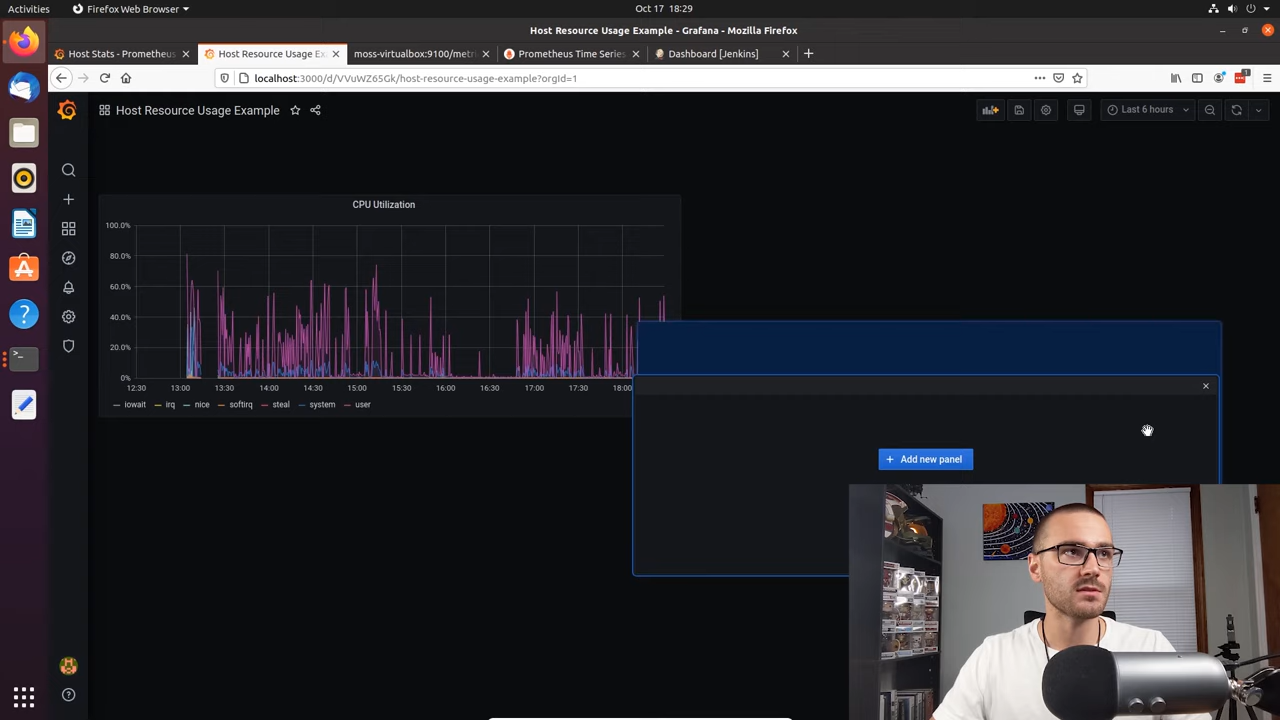 Activities
Firefox Web Browser
Oct 17 18:29
Host Resource Usage Example - Grafana - Mozilla Firefox
Host Stats - Prometheus
Host Resource Usage Ex
moss-virtualbox:9100/metr
Prometheus Time Series
Dashboard [Jenkins]
localhost:3000/d/VVuWZ65Gk/host-resource-usage-example?orgId=1
Host Resource Usage Example
Last 6 hours
CPU Utilization
100.0%
80.0%
60.0%
40.0%
20.0%
0%
12:30 13:00 13:30 14:00 14:30 15:00 15:30 16:00 16:30 17:00 17:30 18:00
iowait irq nice softirq steal system user
+ Add new panel